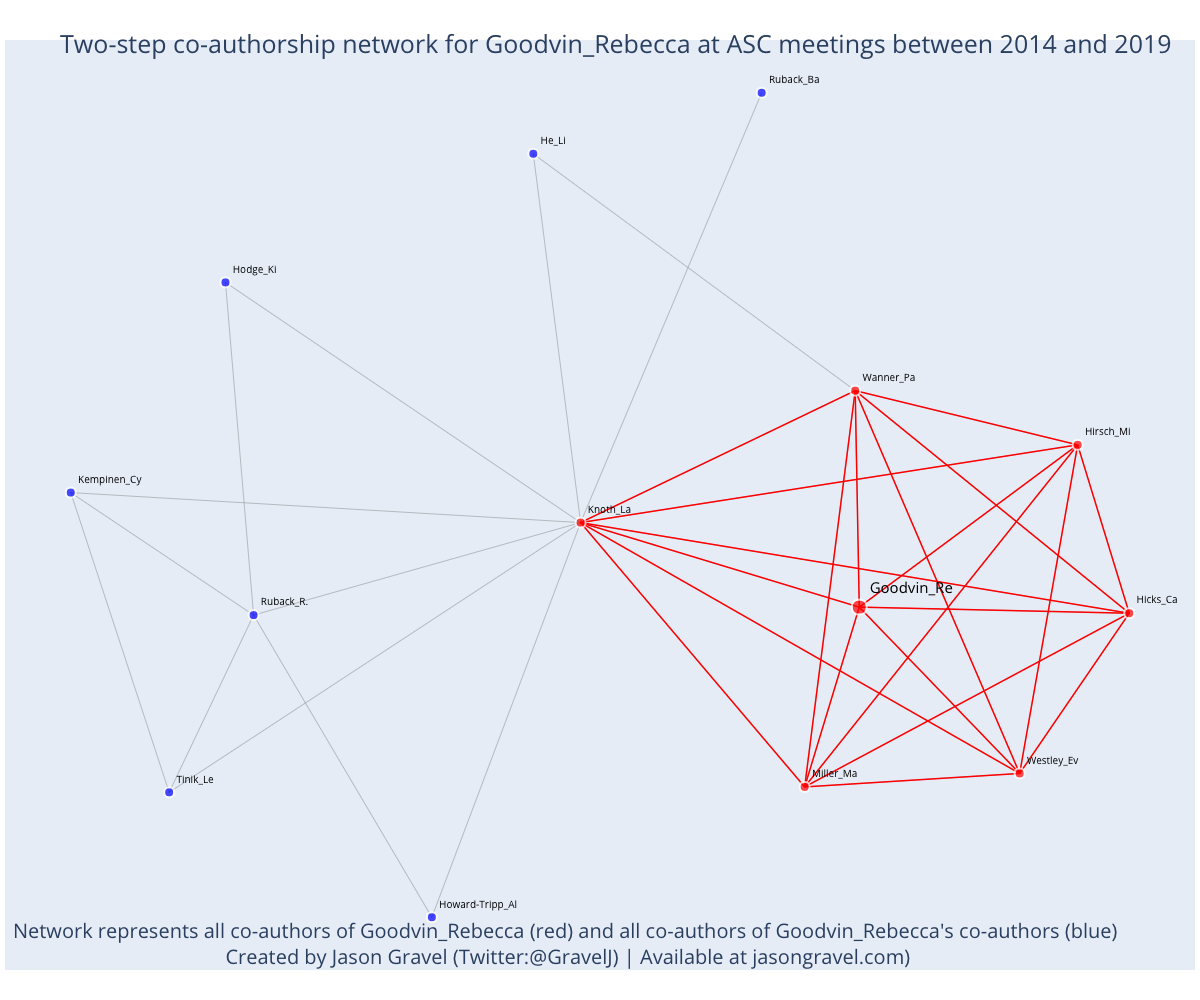 Two-step co-authorship network for Goodvin_Rebecca at ASC meetings between 2014 and 2019
Ruback_Ba
He_Li
Hodge_Ki
Wanner_Pa
Hirsch_Mi
Kempinen_Cy
Knoth_La
Goodvin_Re
Hicks_Ca
Ruback_R.
Westley_Ev
Miller_Ma
Tinik_Le
Howard-Tripp_Al
Network represents all co-authors of Goodvin_Rebecca (red) and all co-authors of Goodvin_Rebecca's co-authors (blue)
Created by Jason Gravel (Twitter:@GravelJ) | Available at jasongravel.com)